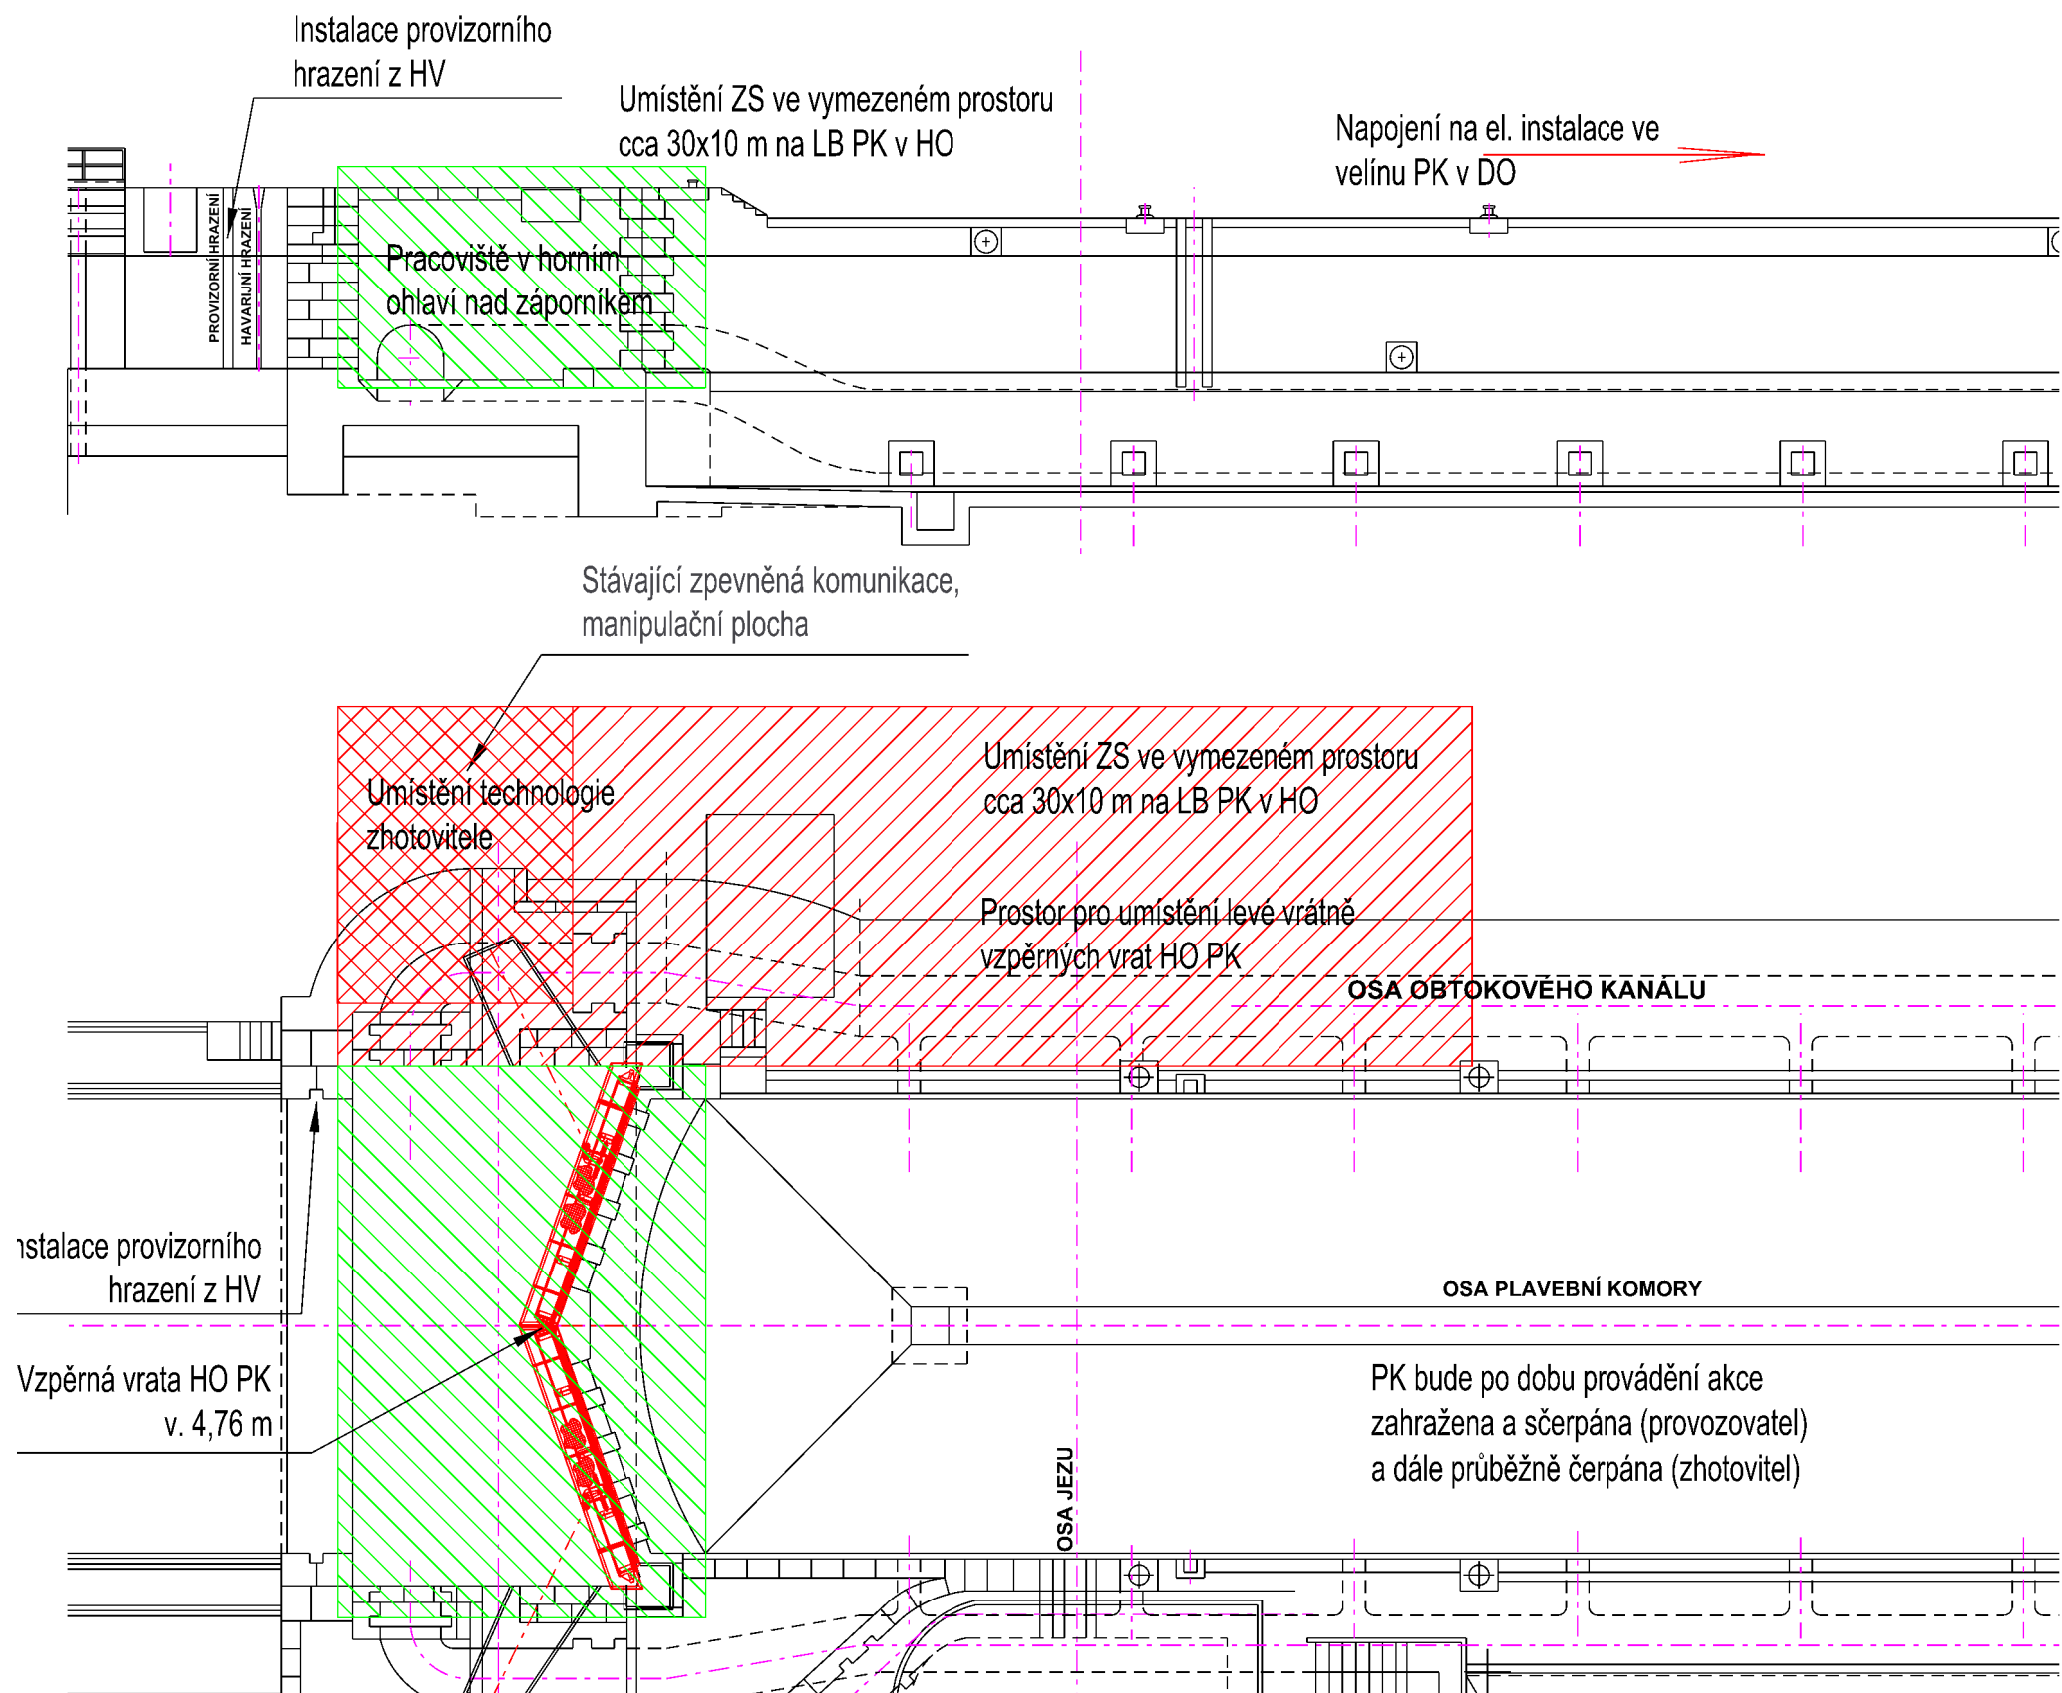 Instalace provizorního
hrazení z HV
Umístění ZS ve vymezeném prostoru
cca 30x10 m na LB PK v HO
Napojení na el. instalace ve
velínu PK v DO
PROVIZORNÍ HRAZENÍ
HAVARIJNÍ HRAZENÍ
Pracoviště v horním
ohlaví nad záporníkem
Stávající zpevněná komunikace,
manipulační plocha
Umístění ZS ve vymezeném prostoru
cca 30x10 m na LB PK v HO
Umístění technologie
zhotovitele
Prostor pro umístění levé vrátně
vzpěrných vrat HO PK
OSA OBTOKOVÉHO KANÁLU
nstalace provizorního
hrazení z HV
OSA PLAVEBNÍ KOMORY
Vzpěrná vrata HO PK
v. 4,76 m
PK bude po dobu provádění akce
zahražena a sčerpána (provozovatel)
a dále průběžně čerpána (zhotovitel)
OSA JEZU